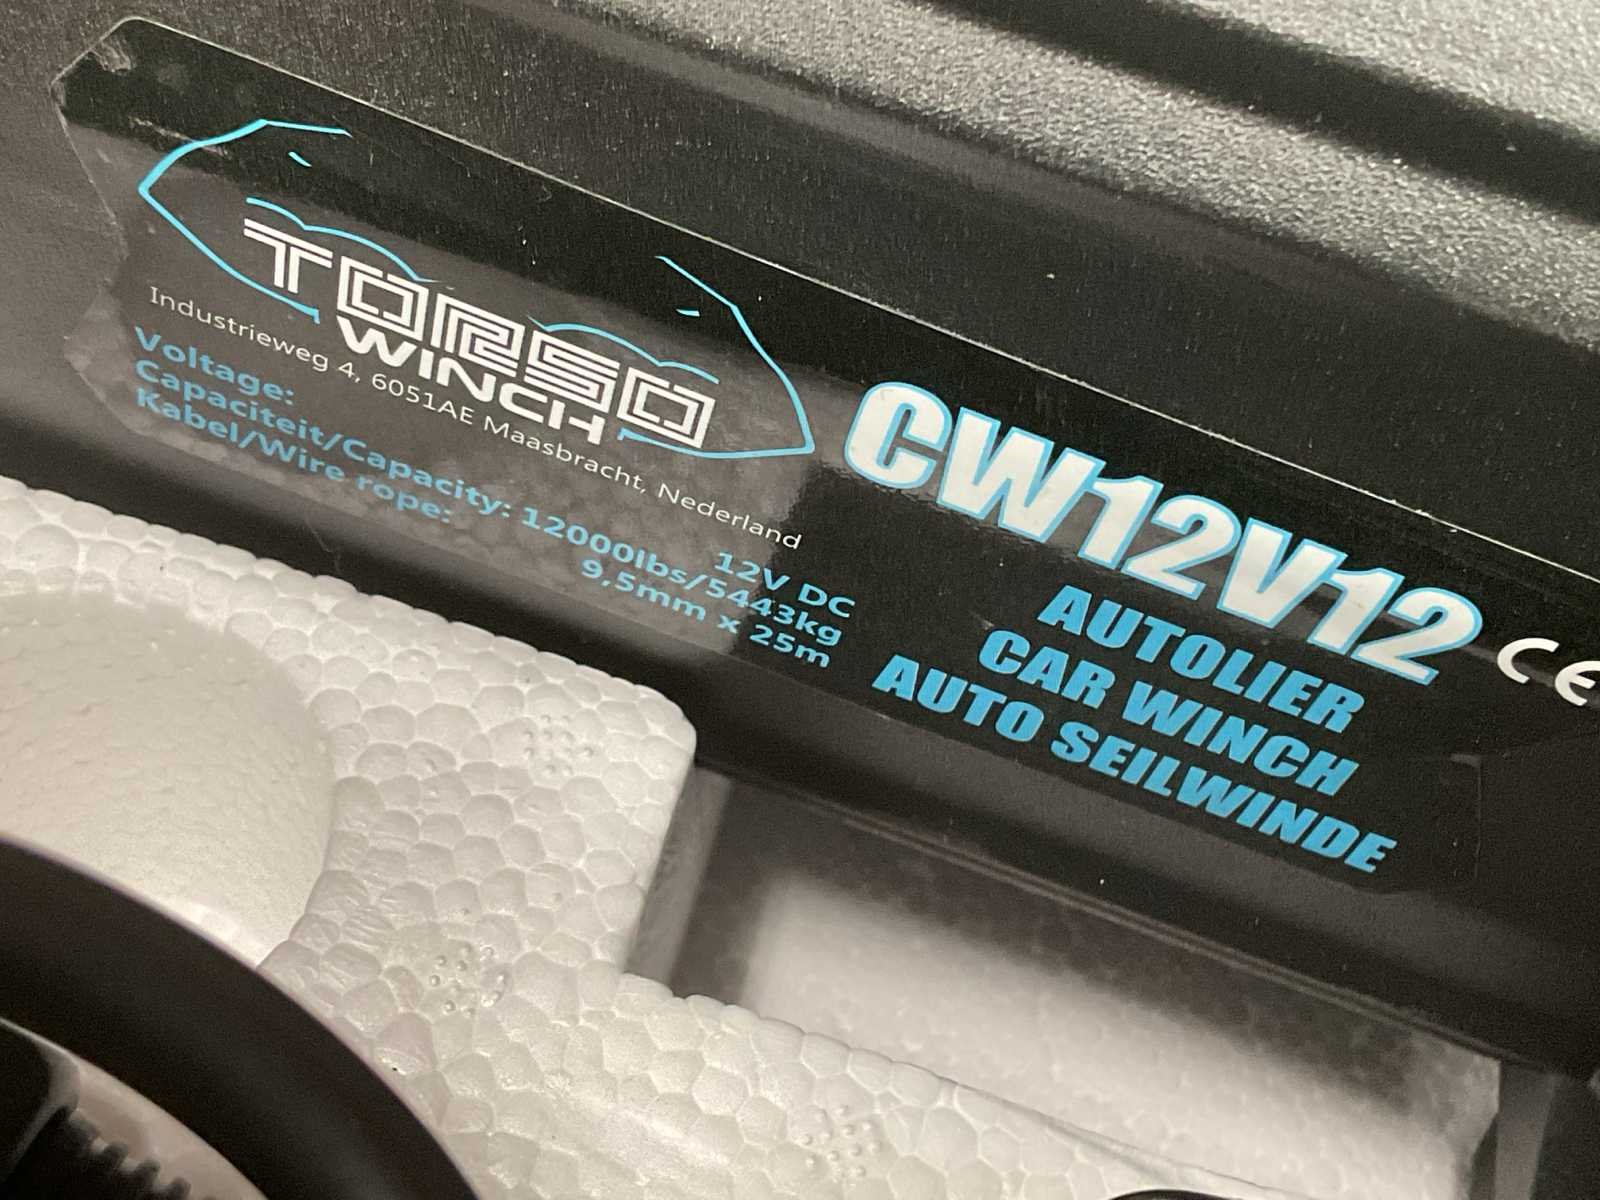 TORSO
WINCH
Industrieweg 4, 6051AE Maasbracht, Nederland
Voltage: 12V DC
Capaciteit/Capacity: 12000lbs/5443kg
Kabel/Wire rope: 9,5mm x 25m
CW12V12
CE
AUTOLIER
CAR WINCH
AUTO SEILWINDE